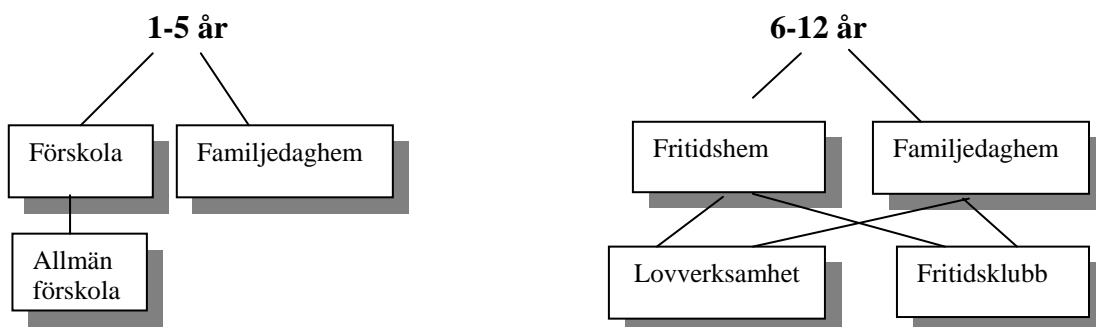 1-5 år
6-12 år
Förskola
Familjedaghem
Fritidshem
Familjedaghem
Allmän
förskola
Lovverksamhet
Fritidsklubb